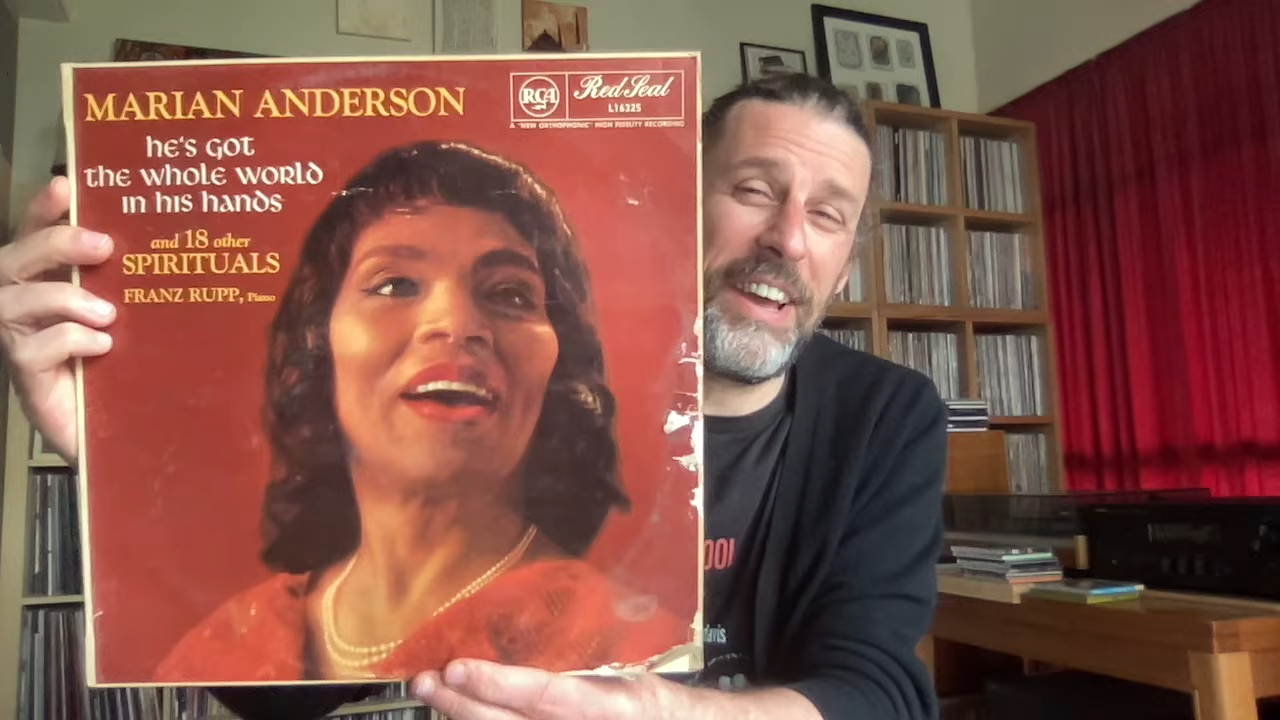 MARIAN ANDERSON
he's got
the whole world
in his hands
and 18 other
SPIRITUALS
FRANZ RUPP, Piano
RCA
Red Seal
L16325
A "NEW ORTHOPHONIC" HIGH FIDELITY RECORDING